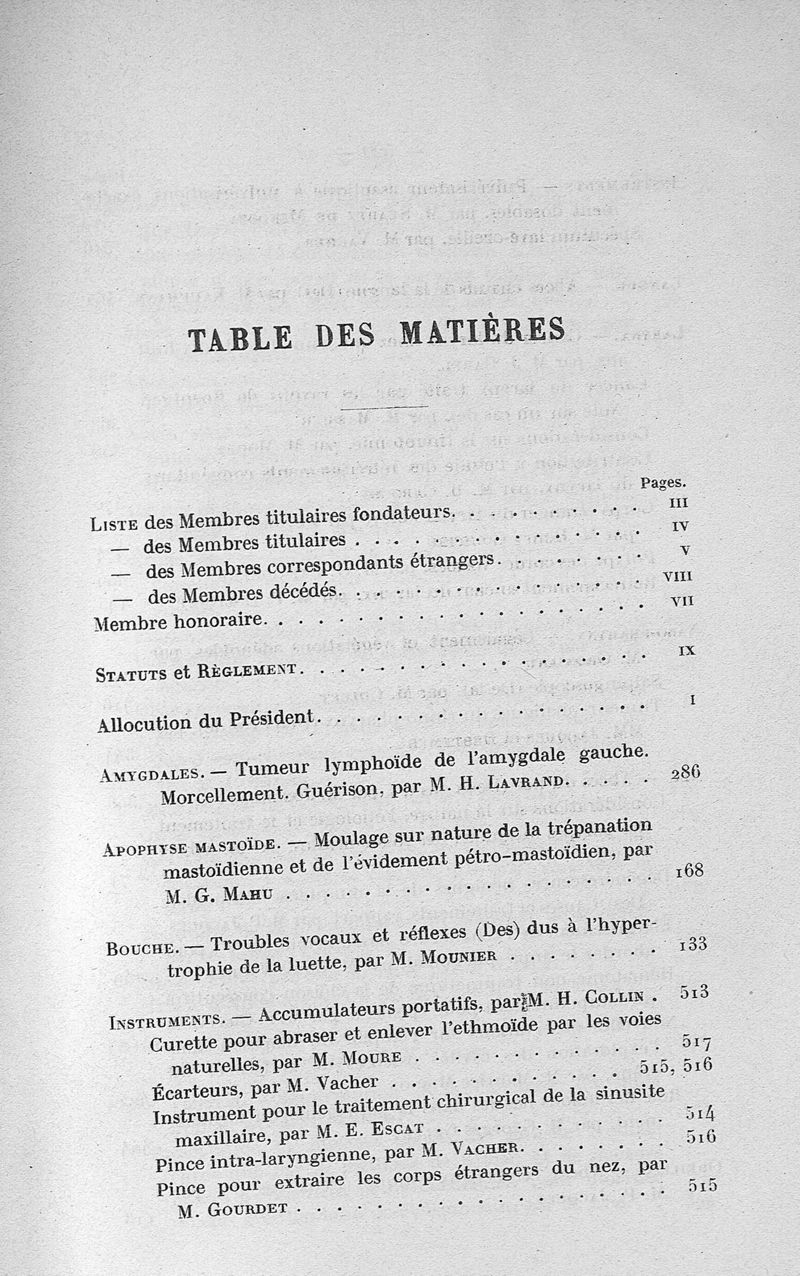 TABLE DES MATIÈRES
Pages.
LISTE des Membres titulaires fondateurs. . . . . . . . . . III
— des Membres titulaires . . . . . . . . . . . . . . IV
— des Membres correspondants étrangers. . . . . . . . V
— des Membres décédés. . . . . . . . . . . . . . . VIII
Membre honoraire. . . . . . . . . . . . . . . . . . VII
STATUTS et RÈGLEMENT. . . . . . . . . . . . . . . . IX
Allocution du Président. . . . . . . . . . . . . . . . I
AMYGDALES. — Tumeur lymphoïde de l'amygdale gauche.
Morcellement. Guérison, par M. H. LAVRAND. . . . . 286
APOPHYSE MASTOÏDE. — Moulage sur nature de la trépanation
mastoïdienne et de l'évidement pétro-mastoïdien, par
M. G. MAHU . . . . . . . . . . . . . . . . . 168
BOUCHE. — Troubles vocaux et réflexes (Des) dus à l'hyper-
trophie de la luette, par M. MOUNIER . . . . . . . . 133
INSTRUMENTS. — Accumulateurs portatifs, par M. H. COLLIN . 513
Curette pour abraser et enlever l'ethmoïde par les voies
naturelles, par M. MOURE . . . . . . . . . . . . 517
Écarteurs, par M. Vacher . . . . . . . . . . . 515, 516
Instrument pour le traitement chirurgical de la sinusite
maxillaire, par M. E. ESCAT . . . . . . . . . . . 514
Pince intra-laryngienne, par M. VACHER. . . . . . . . 516
Pince pour extraire les corps étrangers du nez, par
M. GOURDET . . . . . . . . . . . . . . . . . . 515